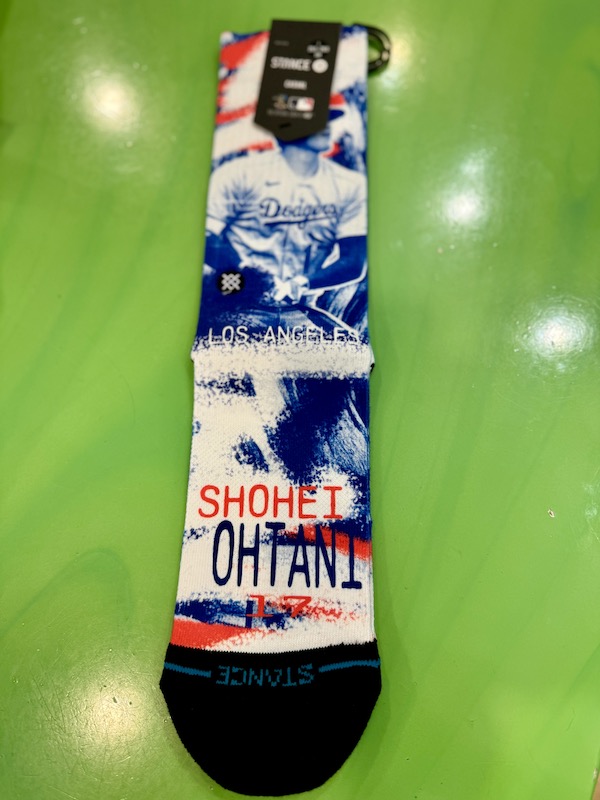 STANCE
Dodgers
LOS ANGELES
SHOHEI
OHTANI
17
STANCE